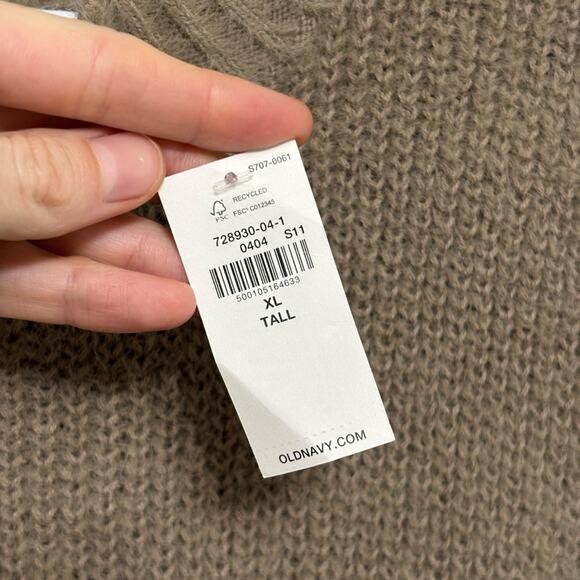 S707-0061
RECYCLED
FSC
FSC® C012345
728930-04-1
0404 S11
500105164633
XL
TALL
OLDNAVY.COM